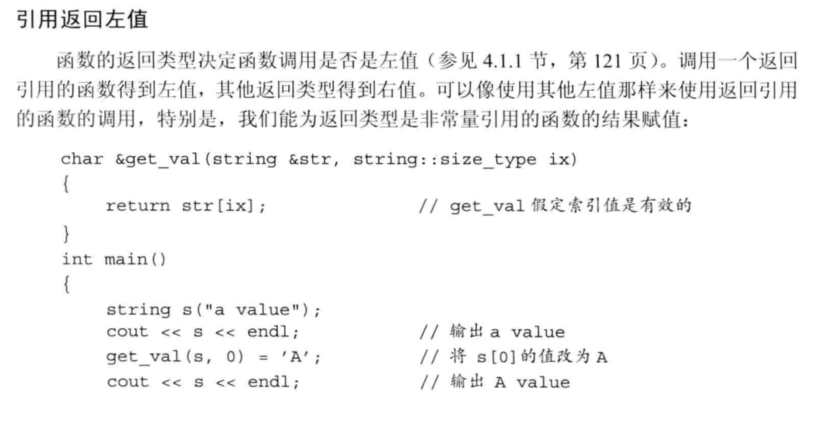 引用返回左值
函数的返回类型决定函数调用是否是左值（参见 4.1.1 节，第 121 页）。调用一个返回
引用的函数得到左值，其他返回类型得到右值。可以像使用其他左值那样来使用返回引用
的函数的调用，特别是，我们能为返回类型是非常量引用的函数的结果赋值：
char &get_val(string &str, string::size_type ix)
{
    return str[ix];    // get_val 假定索引值是有效的
}
int main()
{
    string s("a value");
    cout << s << endl;    // 输出 a value
    get_val(s, 0) = 'A';    // 将 s[0]的值改为 A
    cout << s << endl;    // 输出 A value